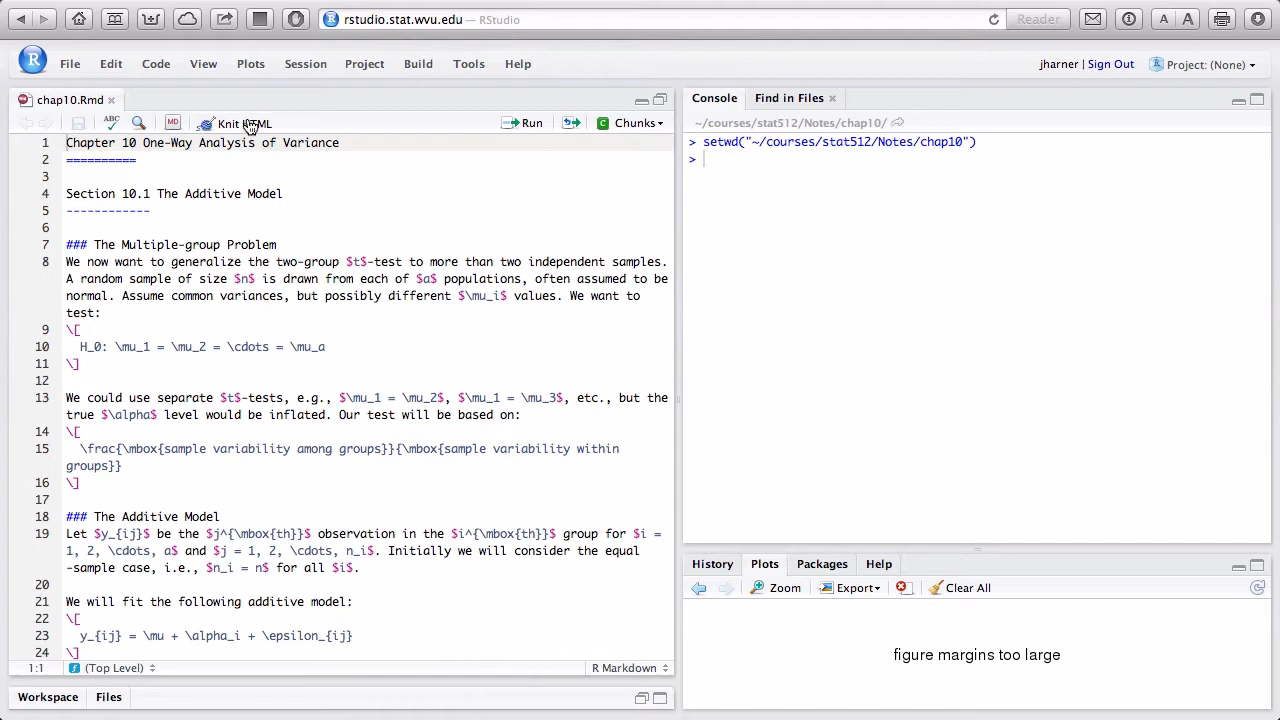 rstudio.stat.wvu.edu — RStudio
Reader
A A
R File Edit Code View Plots Session Project Build Tools Help
jharner Sign Out R Project: (None)
chap10.Rmd
ABC MD Knit HTML Run C Chunks
1 Chapter 10 One-Way Analysis of Variance
2 ==========
3
4 Section 10.1 The Additive Model
5 ------------
6
7 ### The Multiple-group Problem
8 We now want to generalize the two-group $t$-test to more than two independent samples.
A random sample of size $n$ is drawn from each of $a$ populations, often assumed to be
normal. Assume common variances, but possibly different $\mu_i$ values. We want to
test:
9 \[
10 H_0: \mu_1 = \mu_2 = \cdots = \mu_a
11 \]
12
13 We could use separate $t$-tests, e.g., $\mu_1 = \mu_2$, $\mu_1 = \mu_3$, etc., but the
true $\alpha$ level would be inflated. Our test will be based on:
14 \[
15 \frac{\mbox{sample variability among groups}}{\mbox{sample variability within
groups}}
16 \]
17
18 ### The Additive Model
19 Let $y_{ij}$ be the $j^{\mbox{th}}$ observation in the $i^{\mbox{th}}$ group for $i =
1, 2, \cdots, a$ and $j = 1, 2, \cdots, n_i$. Initially we will consider the equal
-sample case, i.e., $n_i = n$ for all $i$.
20
21 We will fit the following additive model:
22 \[
23 y_{ij} = \mu + \alpha_i + \epsilon_{ij}
24 \]
1:1 (Top Level) R Markdown
Workspace Files
Console Find in Files
~/courses/stat512/Notes/chap10/
> setwd("~/courses/stat512/Notes/chap10")
>
History Plots Packages Help
Zoom Export Clear All
figure margins too large